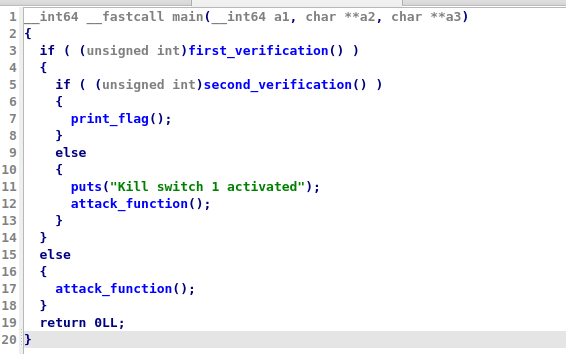 1 __int64 __fastcall main(__int64 a1, char **a2, char **a3)
2 {
3   if ( (unsigned int)first_verification() )
4   {
5     if ( (unsigned int)second_verification() )
6     {
7       print_flag();
8     }
9     else
10     {
11       puts("Kill switch 1 activated");
12       attack_function();
13     }
14   }
15   else
16   {
17     attack_function();
18   }
19   return 0LL;
20 }